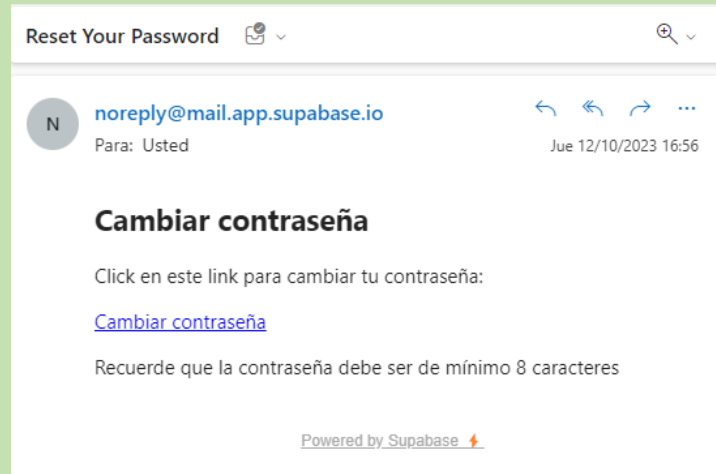 Reset Your Password
N
noreply@mail.app.supabase.io
Para: Usted
Jue 12/10/2023 16:56
Cambiar contraseña
Click en este link para cambiar tu contraseña:
Cambiar contraseña
Recuerde que la contraseña debe ser de mínimo 8 caracteres
Powered by Supabase